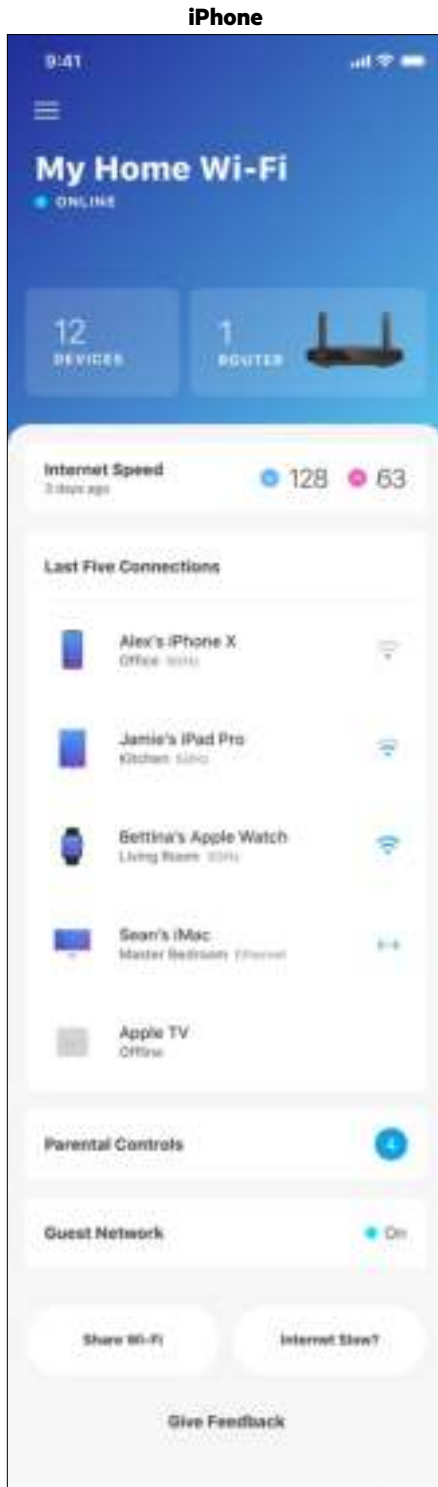 iPhone
9:41
My Home Wi-Fi
ONLINE
12
DEVICES
1
ROUTER
Internet Speed
3 days ago
128
63
Last Five Connections
Alex's iPhone X
Office
Jamie's iPad Pro
Kitchen
Bettina's Apple Watch
Living Room
Sean's iMac
Master Bedroom Ethernet
Apple TV
Offline
Parental Controls
4
Guest Network
On
Share Wi-Fi
Internet Slow?
Give Feedback